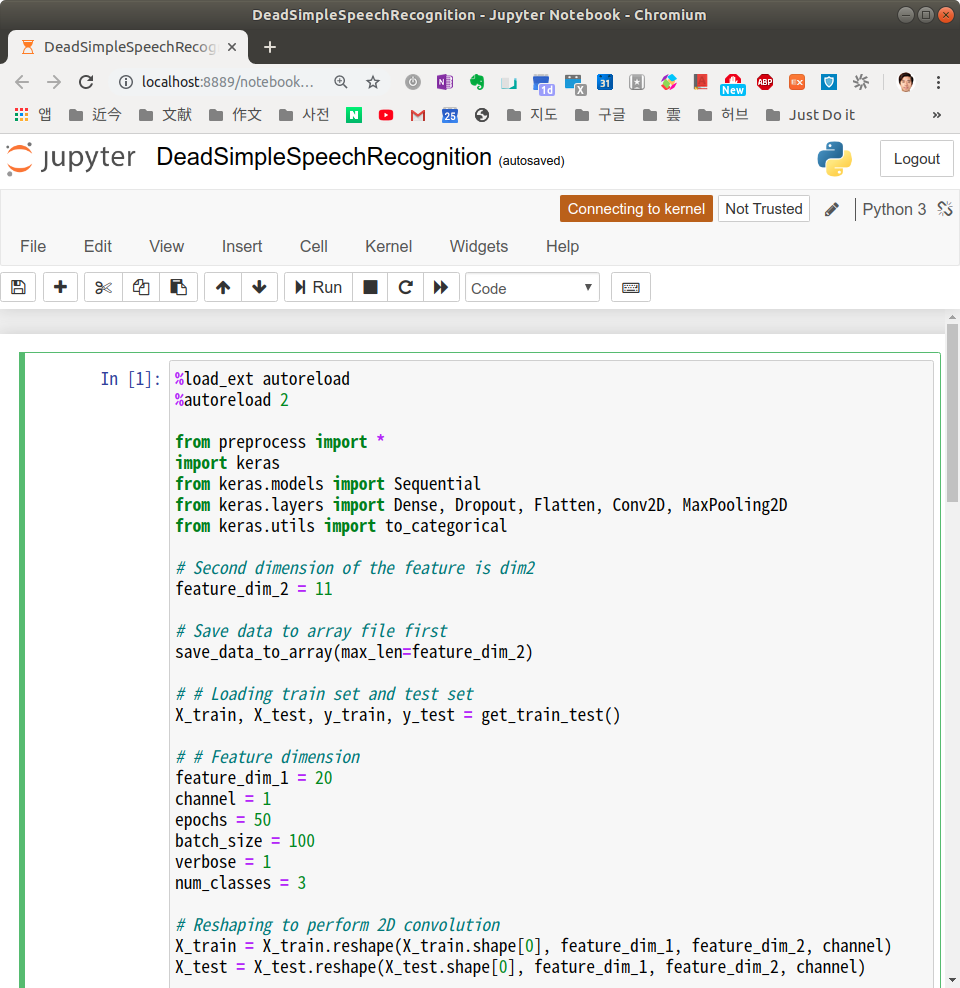 DeadSimpleSpeechRecognition - Jupyter Notebook - Chromium
DeadSimpleSpeechRecog
localhost:8889/notebook...
1d
X
31
New
ABP
앱 近今 文献 作文 사전 N 25 지도 구글 雲 허브 Just Do it »
jupyter DeadSimpleSpeechRecognition (autosaved)
Logout
Connecting to kernel Not Trusted Python 3
File Edit View Insert Cell Kernel Widgets Help
Run Code
In [1]: %load_ext autoreload
%autoreload 2
from preprocess import *
import keras
from keras.models import Sequential
from keras.layers import Dense, Dropout, Flatten, Conv2D, MaxPooling2D
from keras.utils import to_categorical
# Second dimension of the feature is dim2
feature_dim_2 = 11
# Save data to array file first
save_data_to_array(max_len=feature_dim_2)
# # Loading train set and test set
X_train, X_test, y_train, y_test = get_train_test()
# # Feature dimension
feature_dim_1 = 20
channel = 1
epochs = 50
batch_size = 100
verbose = 1
num_classes = 3
# Reshaping to perform 2D convolution
X_train = X_train.reshape(X_train.shape[0], feature_dim_1, feature_dim_2, channel)
X_test = X_test.reshape(X_test.shape[0], feature_dim_1, feature_dim_2, channel)